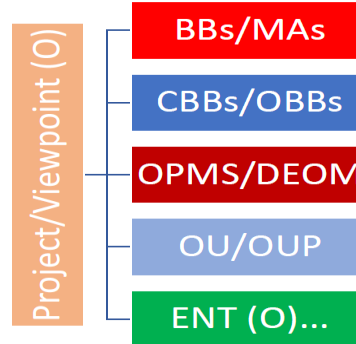 Project/Viewpoint (O)
BBs/MAs
CBBs/OBBs
OPMS/DEOM
OU/OUP
ENT (O)...